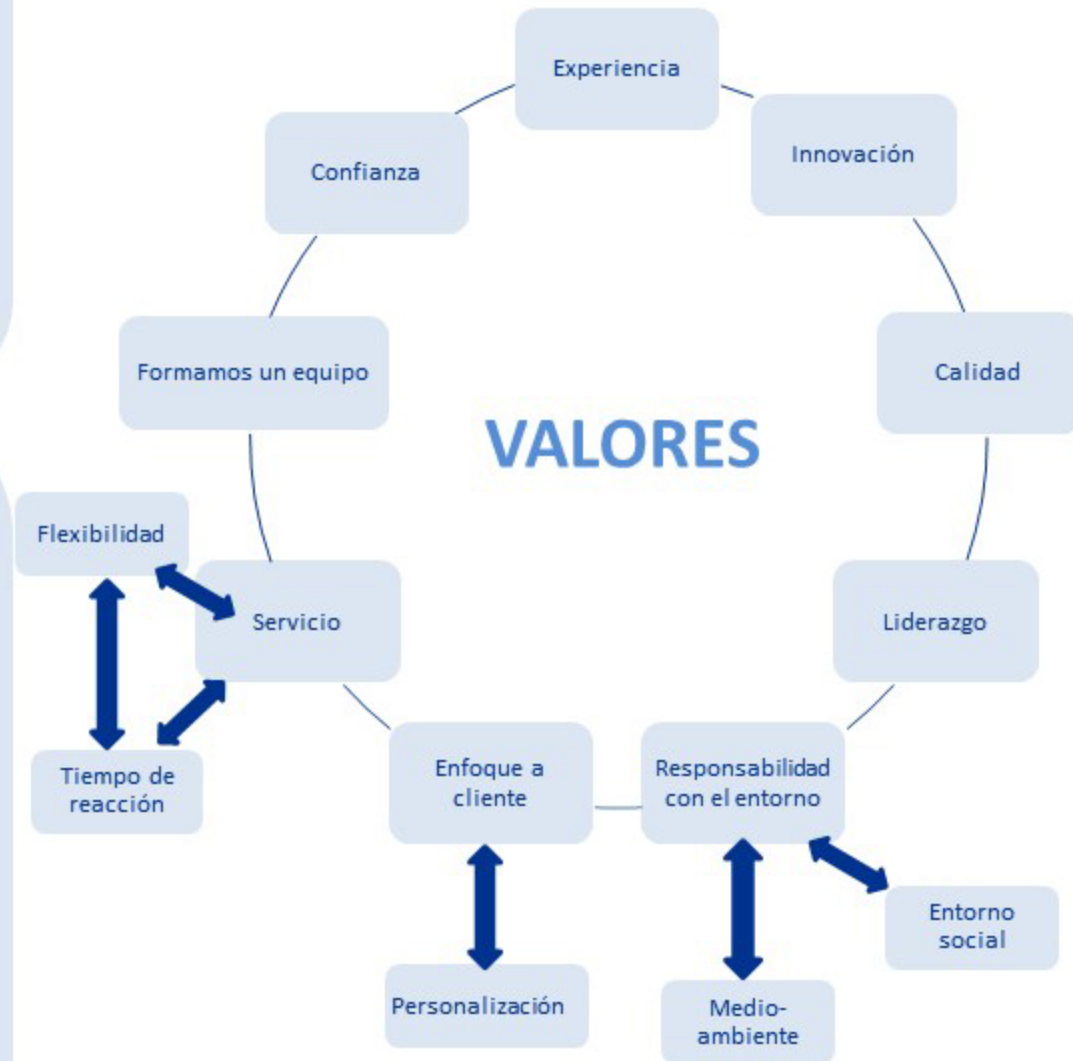 Experiencia
Innovación
Confianza
Formamos un equipo
Calidad
VALORES
Flexibilidad
Servicio
Liderazgo
Tiempo de
reacción
Enfoque a
cliente
Responsabilidad
con el entorno
Entorno
social
Personalización
Medio-
ambiente